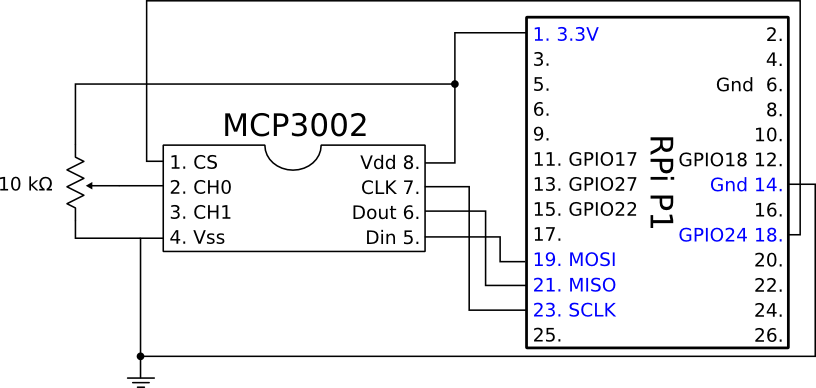 MCP3002
10 kΩ
1. CS
2. CH0
3. CH1
4. Vss
Vdd 8.
CLK 7.
Dout 6.
Din 5.
RPi P1
1. 3.3V
3.
5.
6.
9.
11. GPIO17
13. GPIO27
15. GPIO22
17.
19. MOSI
21. MISO
23. SCLK
25.
2.
4.
Gnd 6.
8.
10.
GPIO18 12.
Gnd 14.
16.
GPIO24 18.
20.
22.
24.
26.